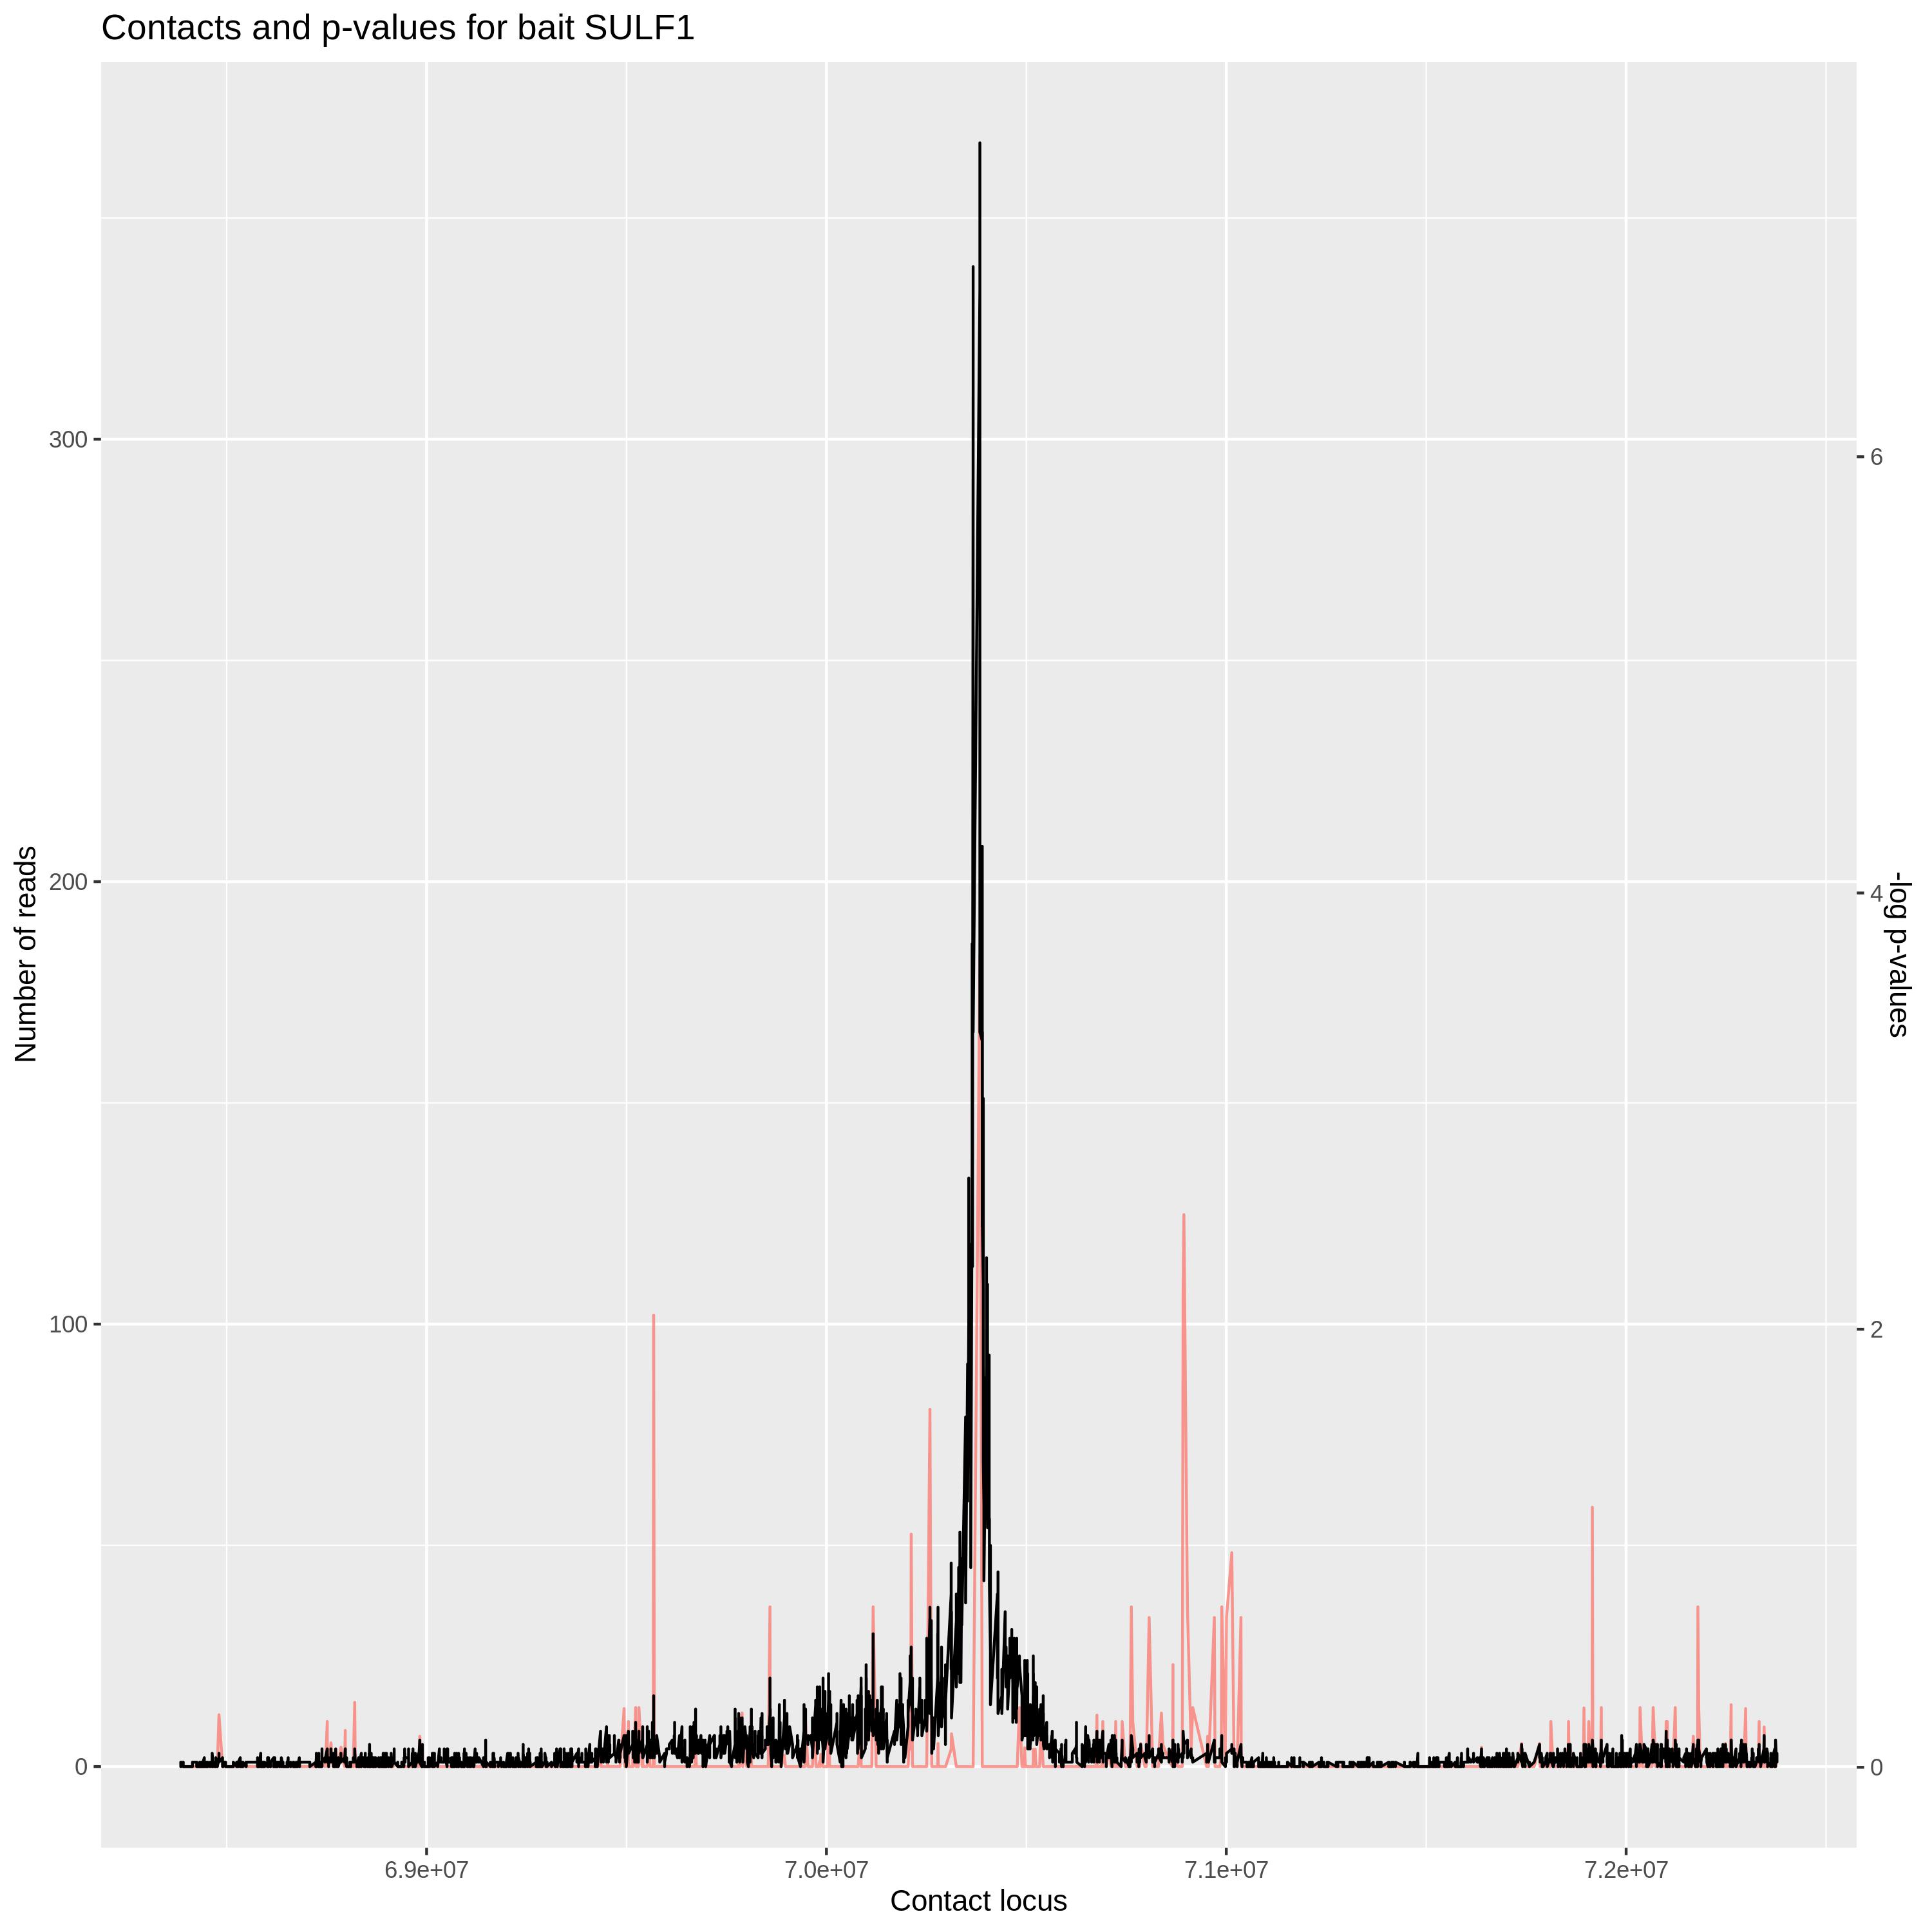 Contacts and p-values for bait SULF1
Number of reads
300
200
100
0
6
4
2
0
-log p-values
6.9e+07
7.0e+07
7.1e+07
7.2e+07
Contact locus